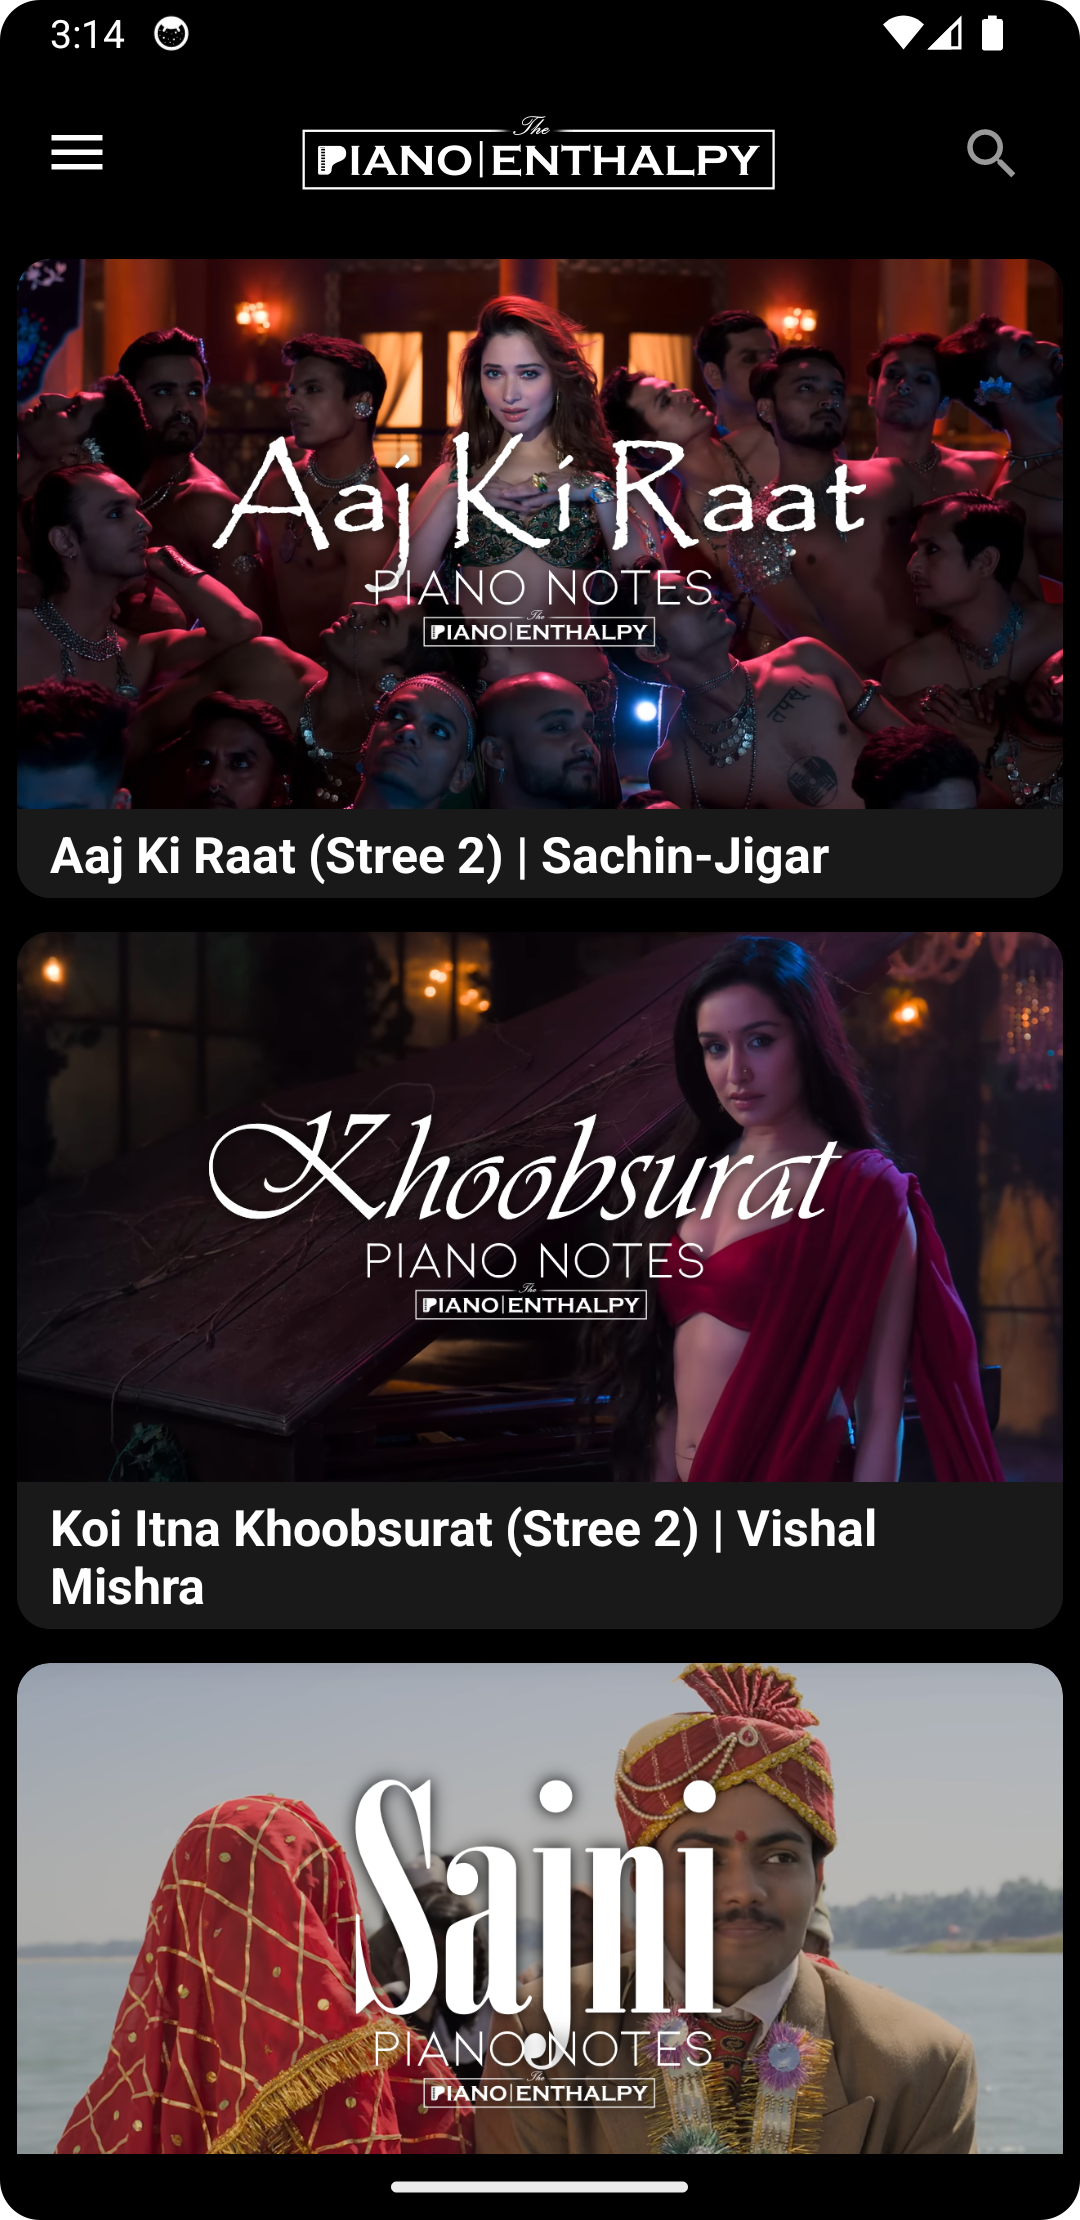 3:14
The
PIANO|ENTHALPY
Aaj Ki Raat
PIANO NOTES
The
PIANO|ENTHALPY
Aaj Ki Raat (Stree 2) | Sachin-Jigar
Khoobsurat
PIANO NOTES
The
PIANO|ENTHALPY
Koi Itna Khoobsurat (Stree 2) | Vishal
Mishra
Sajni
PIANO NOTES
The
PIANO|ENTHALPY